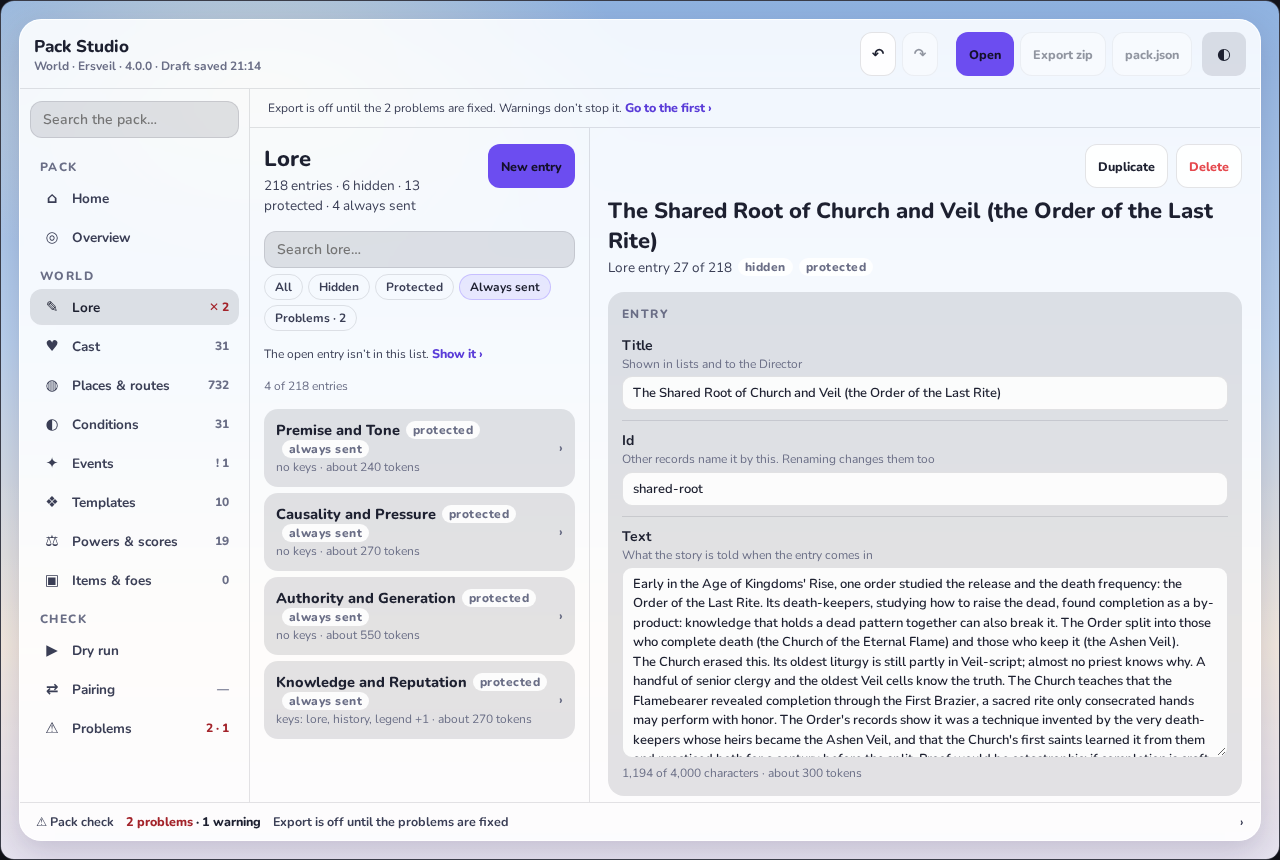 Pack Studio
World · Ersveil · 4.0.0 · Draft saved 21:14
↶
↷
Open
Export zip
pack.json
◐
Search the pack…
PACK
⌂ Home
◎ Overview
WORLD
✎ Lore ✕ 2
♥ Cast 31
◍ Places & routes 732
◐ Conditions 31
✦ Events ! 1
❖ Templates 10
⚖ Powers & scores 19
▣ Items & foes 0
CHECK
▶ Dry run
⇄ Pairing —
⚠ Problems 2 · 1
Export is off until the 2 problems are fixed. Warnings don’t stop it. Go to the first ›
Lore
218 entries · 6 hidden · 13
protected · 4 always sent
New entry
Search lore…
All Hidden Protected Always sent
Problems · 2
The open entry isn’t in this list. Show it ›
4 of 218 entries
Premise and Tone protected
always sent ›
no keys · about 240 tokens
Causality and Pressure protected
always sent ›
no keys · about 270 tokens
Authority and Generation protected
always sent ›
no keys · about 550 tokens
Knowledge and Reputation protected
always sent ›
keys: lore, history, legend +1 · about 270 tokens
Duplicate Delete
The Shared Root of Church and Veil (the Order of the Last
Rite)
Lore entry 27 of 218 hidden protected
ENTRY
Title
Shown in lists and to the Director
The Shared Root of Church and Veil (the Order of the Last Rite)
Id
Other records name it by this. Renaming changes them too
shared-root
Text
What the story is told when the entry comes in
Early in the Age of Kingdoms' Rise, one order studied the release and the death frequency: the
Order of the Last Rite. Its death-keepers, studying how to raise the dead, found completion as a by-
product: knowledge that holds a dead pattern together can also break it. The Order split into those
who complete death (the Church of the Eternal Flame) and those who keep it (the Ashen Veil).
The Church erased this. Its oldest liturgy is still partly in Veil-script; almost no priest knows why. A
handful of senior clergy and the oldest Veil cells know the truth. The Church teaches that the
Flamebearer revealed completion through the First Brazier, a sacred rite only consecrated hands
may perform with honor. The Order's records show it was a technique invented by the very death-
keepers whose heirs became the Ashen Veil, and that the Church's first saints learned it from them
and practised both for a century before the split. Proof would be catastrophic: if completion is craft,
1,194 of 4,000 characters · about 300 tokens
⚠ Pack check 2 problems · 1 warning Export is off until the problems are fixed ›